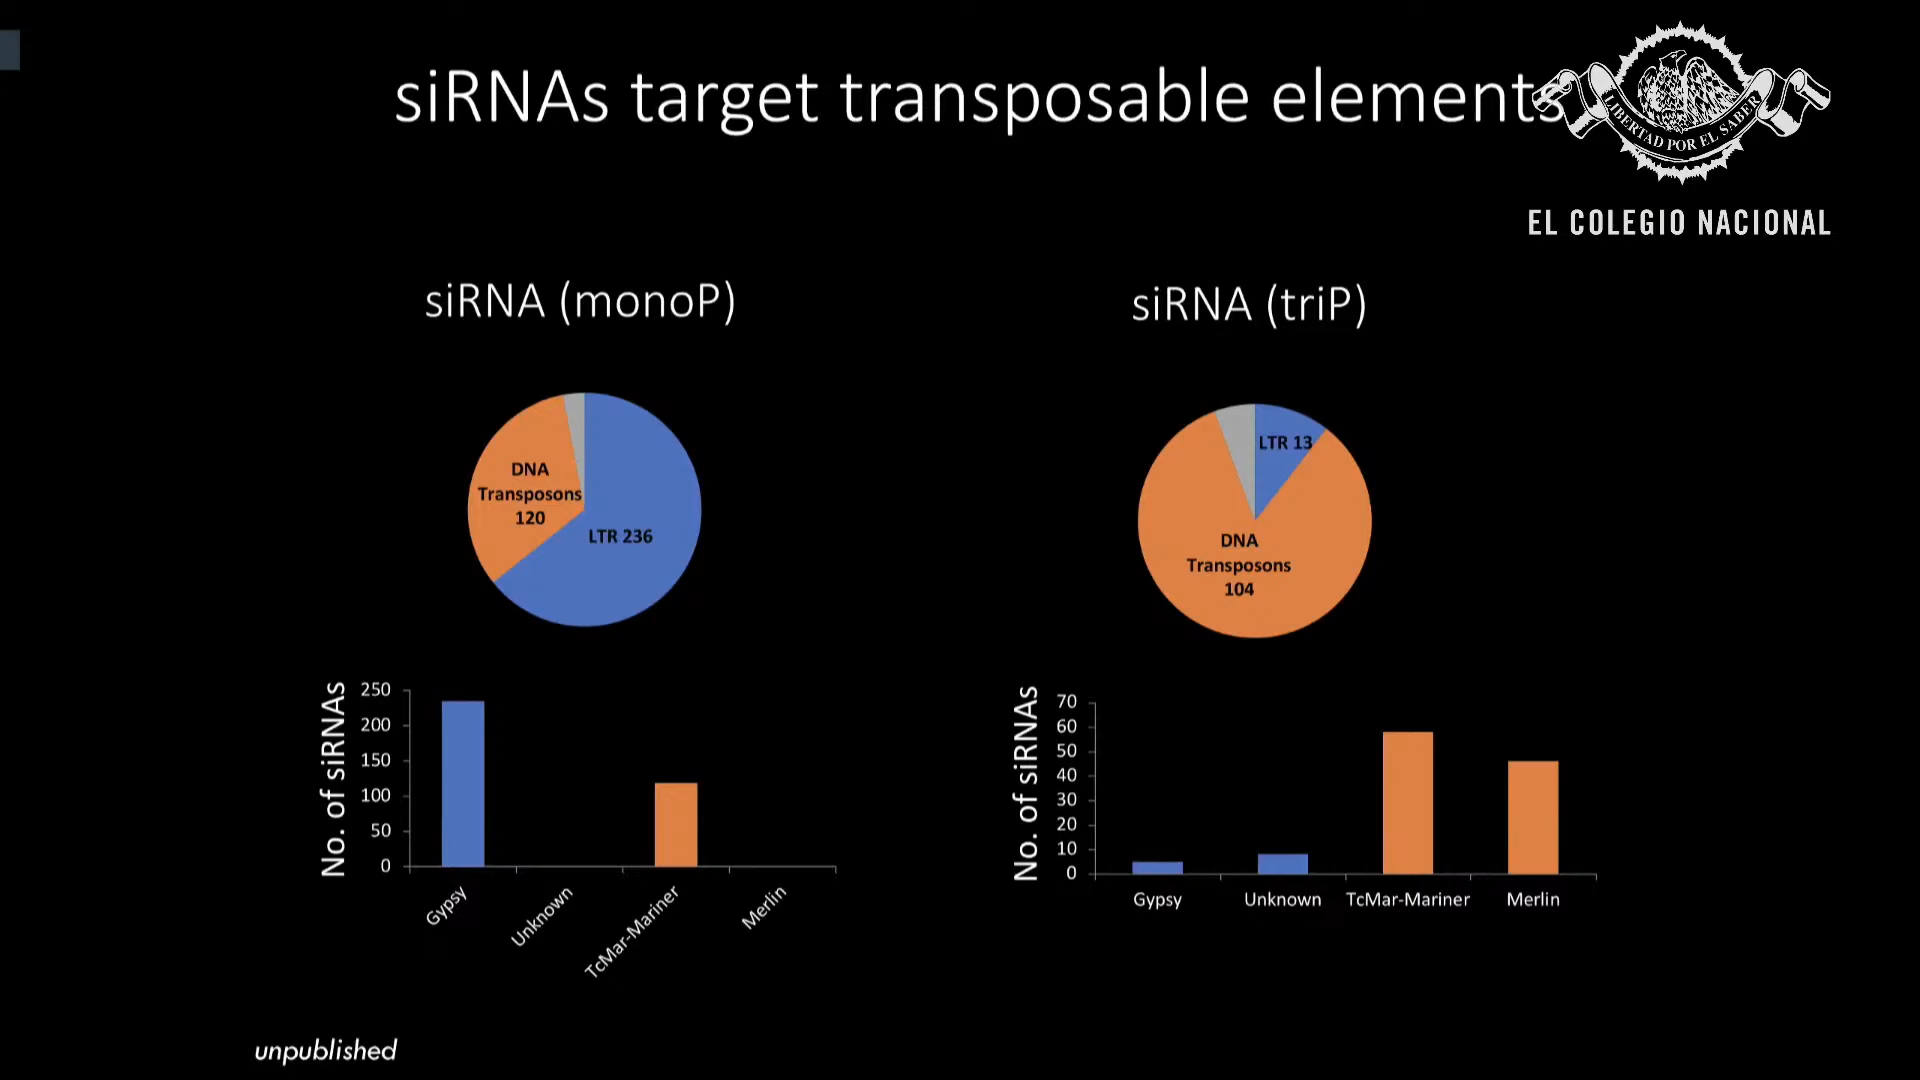 siRNAs target transposable elements
LIBERTAD POR EL SABER
EL COLEGIO NACIONAL
siRNA (monoP)
siRNA (triP)
DNA
Transposons
120
LTR 236
LTR 13
DNA
Transposons
104
No. of siRNAs
250
200
150
100
50
0
Gypsy
Unknown
TcMar-Mariner
Merlin
No. of siRNAs
70
60
50
40
30
20
10
0
Gypsy
Unknown
TcMar-Mariner
Merlin
unpublished